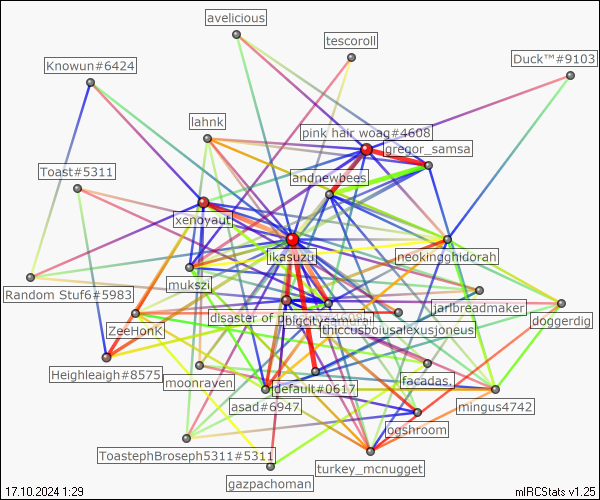 avelicious
tescoroll
Duck™#9103
Knowun#6424
lahnk
pink hair woag#4608
gregor_samsa
Toast#5311
andnewbees
xenovaut
ikasuzu
neokingghidorah
mukszi
Random Stuf6#5983
jarlbreadmaker
disaster of
bigcitysamurai
doggerdig
ZeeHonK
thiccusboiusalexusjoneus
Heighleaigh#8575
moonraven
default#0617
facadas.
asad#6947
mingus4742
ogshroom
ToastephBroseph5311#5311
turkey_mcnugget
gazpachoman
17.10.2024 1:29
mIRCStats v1.25